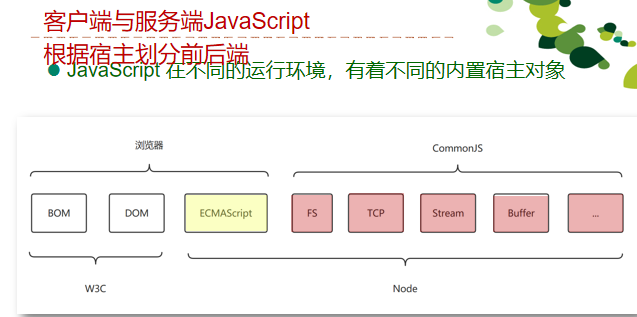 客户端与服务端JavaScript
根据宿主划分前后端
JavaScript 在不同的运行环境，有着不同的内置宿主对象
浏览器
CommonJS
BOM
DOM
ECMAScript
FS
TCP
Stream
Buffer
...
W3C
Node